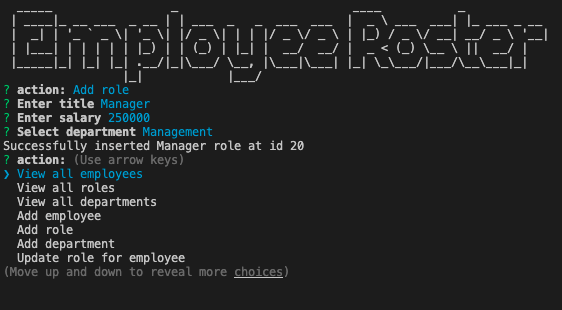 Employee Roster
? action: Add role
? Enter title Manager
? Enter salary 250000
? Select department Management
Successfully inserted Manager role at id 20
? action: (Use arrow keys)
❯ View all employees
View all roles
View all departments
Add employee
Add role
Add department
Update role for employee
(Move up and down to reveal more choices)